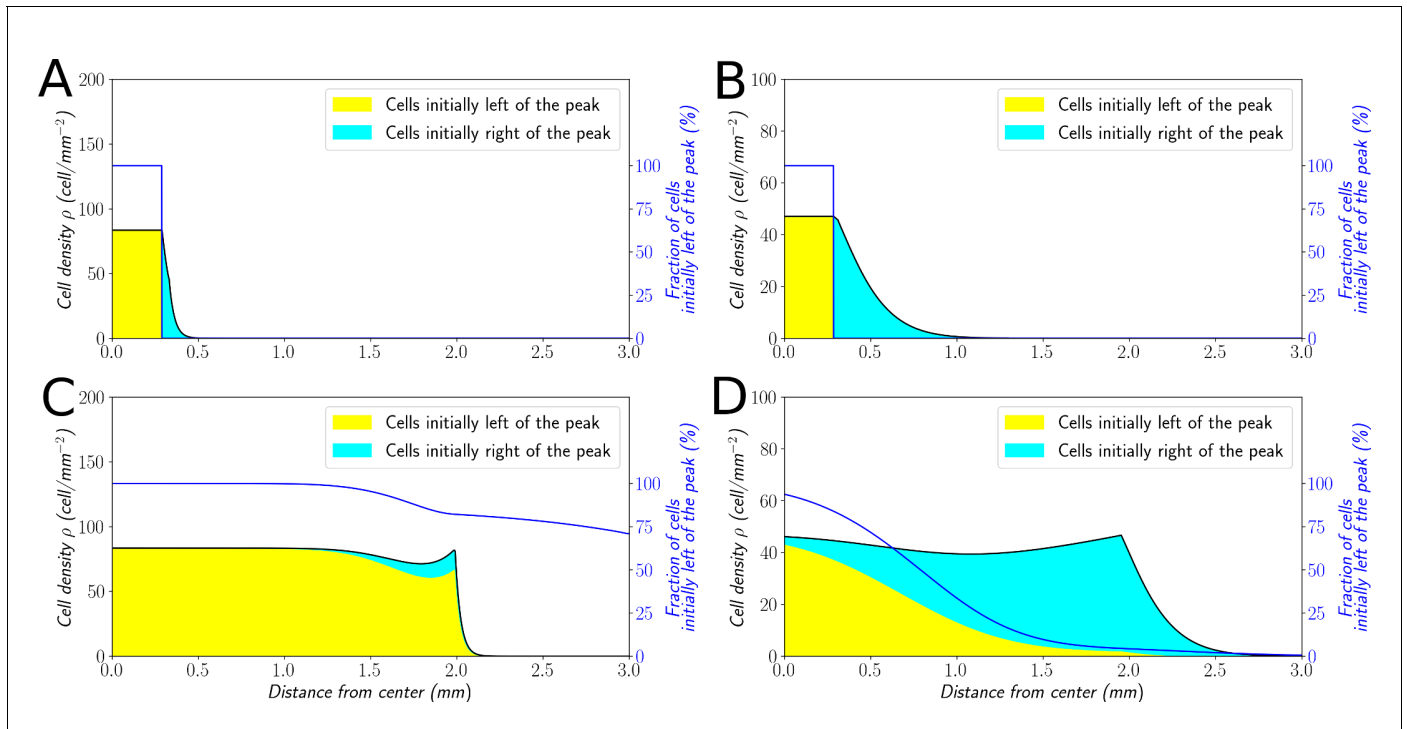 A
B
200
150
100
50
0
Cell density ρ (cell/mm⁻²)
Cells initially left of the peak
Cells initially right of the peak
100
75
50
25
0
Fraction of cells
initially left of the peak (%)
0.0 0.5 1.0 1.5 2.0 2.5 3.0
100
80
60
40
20
0
Cell density ρ (cell/mm⁻²)
Cells initially left of the peak
Cells initially right of the peak
100
75
50
25
0
Fraction of cells
initially left of the peak (%)
0.0 0.5 1.0 1.5 2.0 2.5 3.0
C
D
200
150
100
50
0
Cell density ρ (cell/mm⁻²)
Cells initially left of the peak
Cells initially right of the peak
100
75
50
25
0
Fraction of cells
initially left of the peak (%)
0.0 0.5 1.0 1.5 2.0 2.5 3.0
Distance from center (mm)
100
80
60
40
20
0
Cell density ρ (cell/mm⁻²)
Cells initially left of the peak
Cells initially right of the peak
100
75
50
25
0
Fraction of cells
initially left of the peak (%)
0.0 0.5 1.0 1.5 2.0 2.5 3.0
Distance from center (mm)